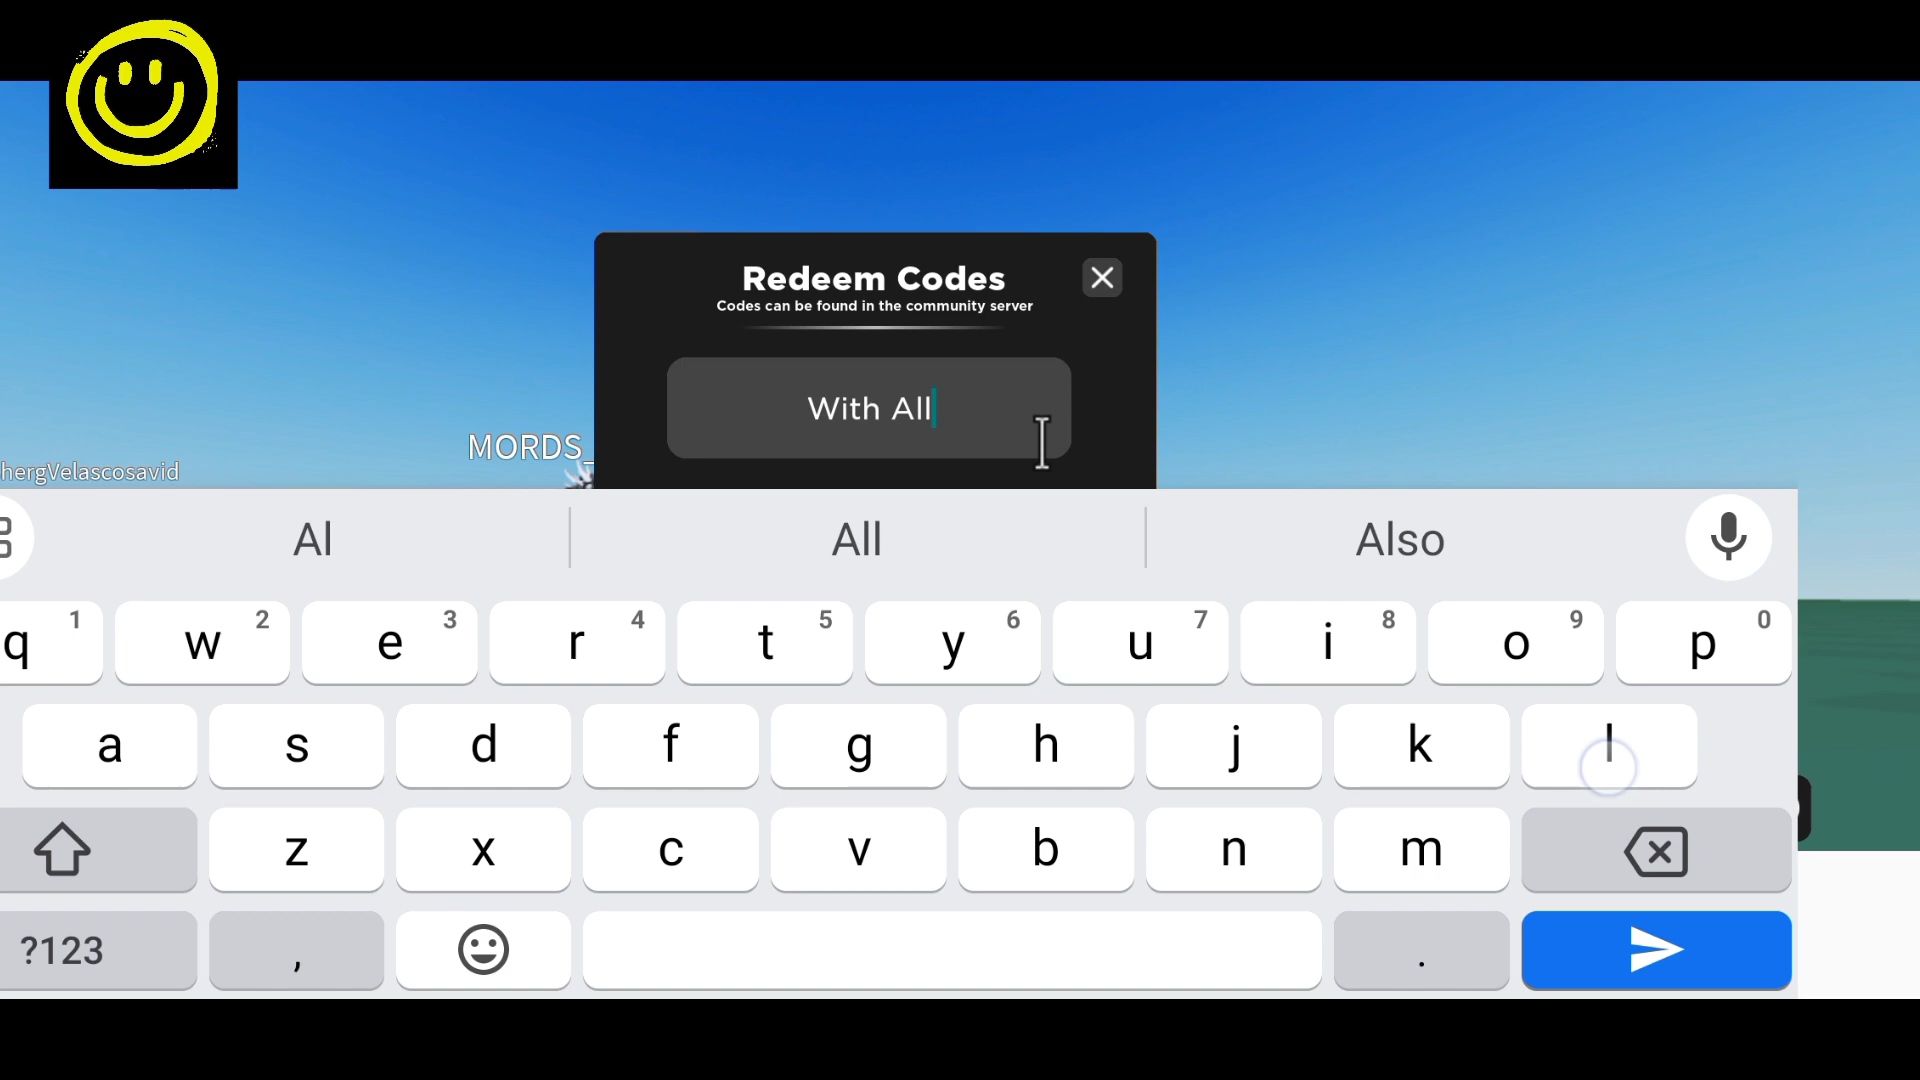 Redeem Codes
Codes can be found in the community server
With All
MORDS_
hergVelascosavid
Al
All
Also
q 1 w 2 e 3 r 4 t 5 y 6 u 7 i 8 o 9 p 0
a s d f g h j k l
z x c v b n m
?123 , .